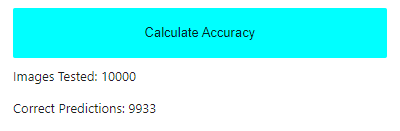 Calculate Accuracy
Images Tested: 10000
Correct Predictions: 9933